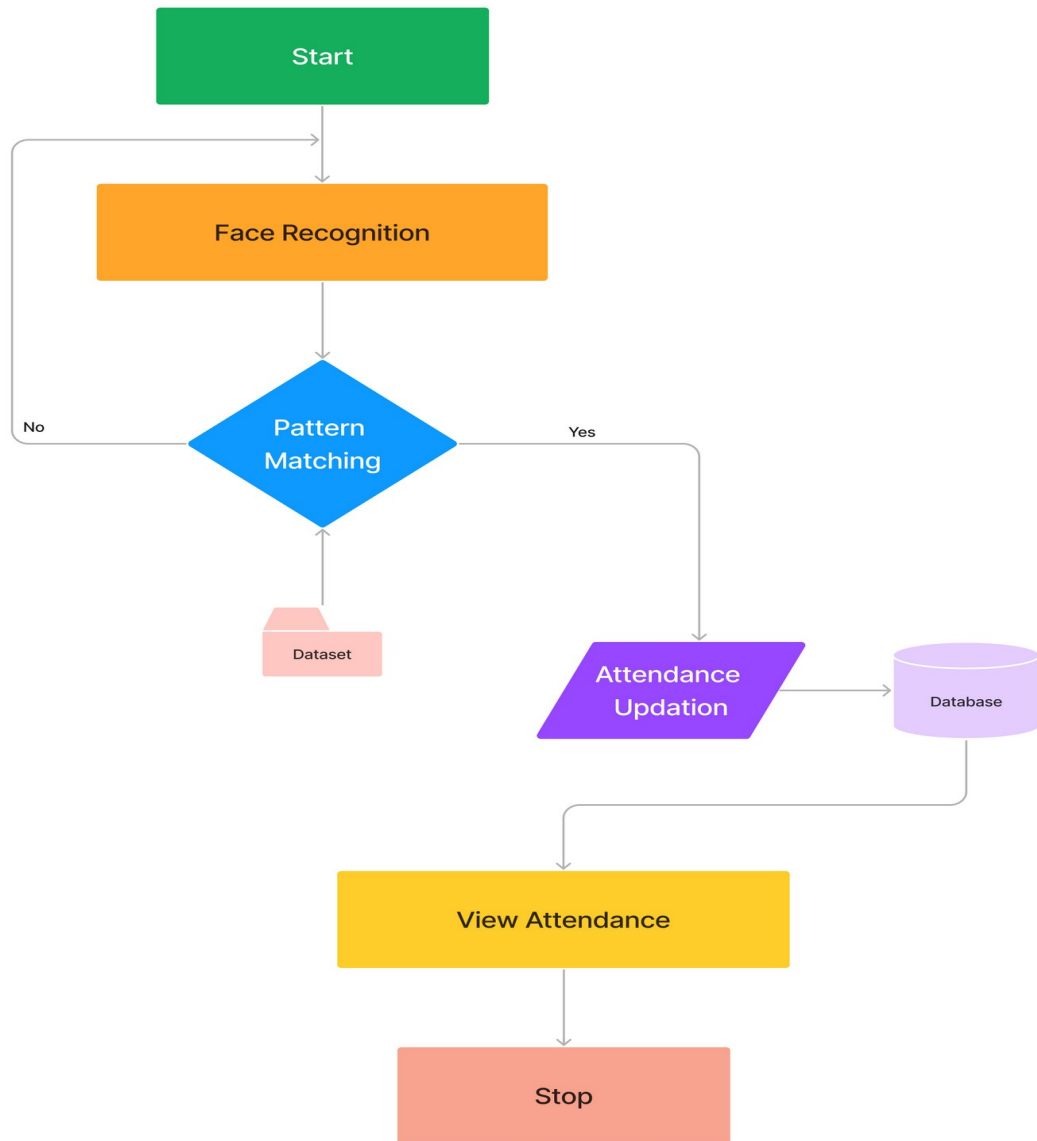 Start
Face Recognition
Pattern
Matching
No
Yes
Dataset
Attendance
Updation
Database
View Attendance
Stop